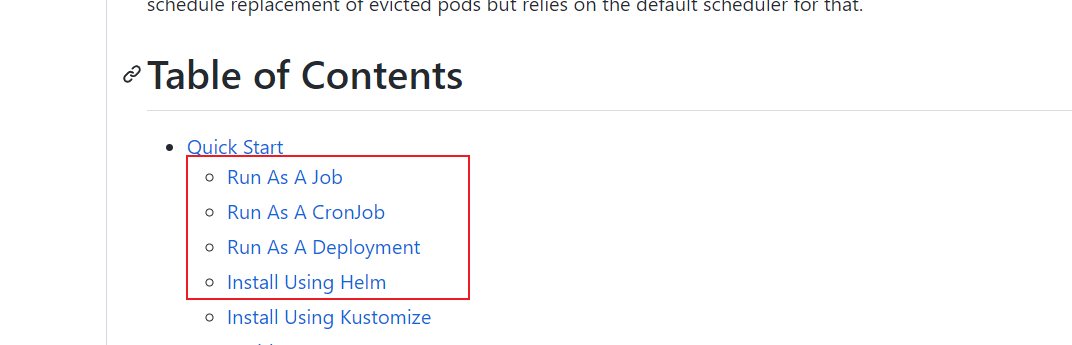 schedule replacement of evicted pods but relies on the default scheduler for that.
Table of Contents
Quick Start
Run As A Job
Run As A CronJob
Run As A Deployment
Install Using Helm
Install Using Kustomize